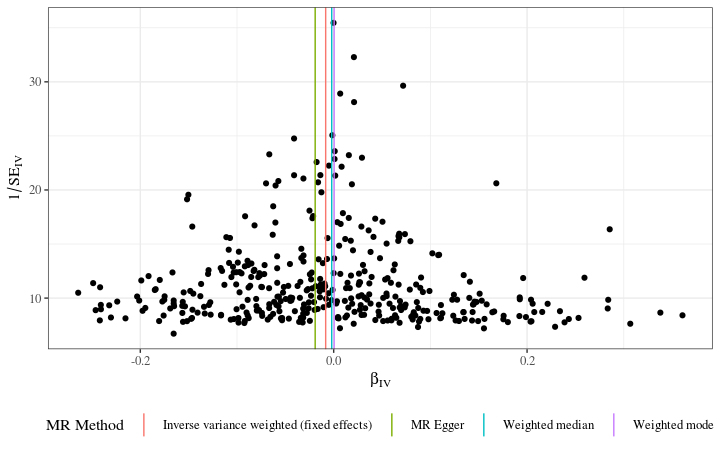 1/SE_IV
30
20
10
-0.2
0.0
0.2
β_IV
MR Method
Inverse variance weighted (fixed effects)
MR Egger
Weighted median
Weighted mode